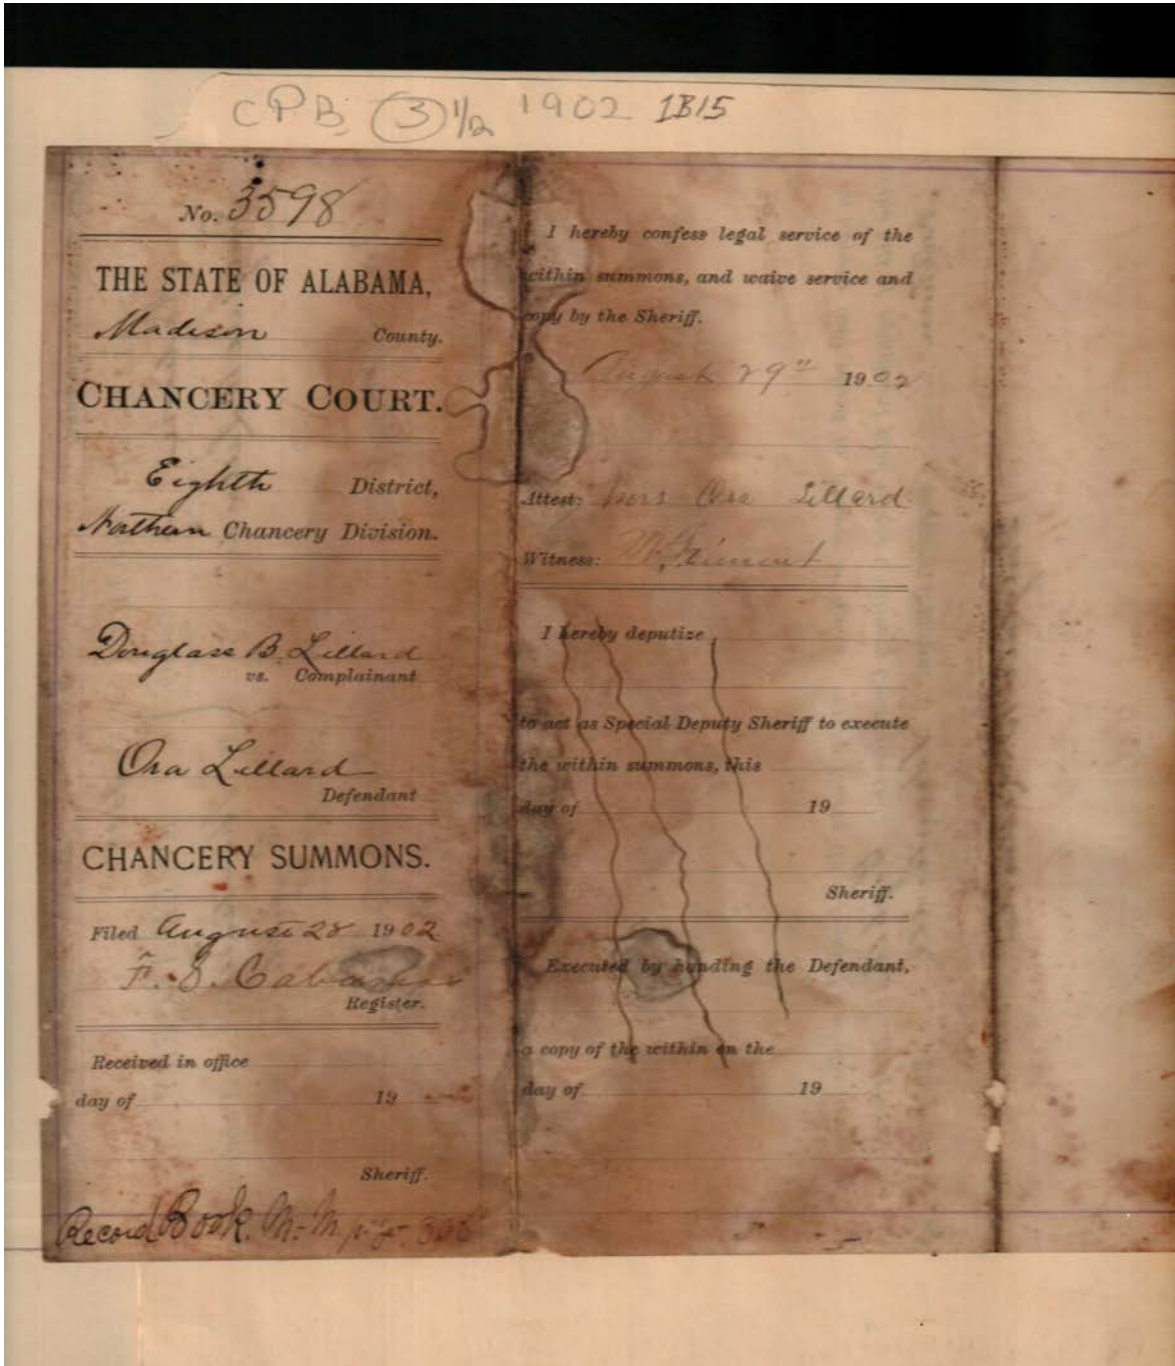 CPB 3 1/2 1902 1B15
No. 3598
THE STATE OF ALABAMA,
Madison County.
CHANCERY COURT.
Eighth District,
Northern Chancery Division.
Douglass B. Lillard
vs. Complainant
Ora Lillard
Defendant
CHANCERY SUMMONS.
Filed August 28 1902
F. S.
Register.
Received in office
day of 19
Sheriff.
Record Book. M-M
I hereby confess legal service of the
within summons, and waive service and
copy by the Sheriff.
August 29th 1902
Attest: Ora Lillard
Witness:
I hereby deputize
to act as Special Deputy Sheriff to execute
the within summons, this
day of 19
Sheriff.
Executed by handing the Defendant,
a copy of the within on the
day of 19